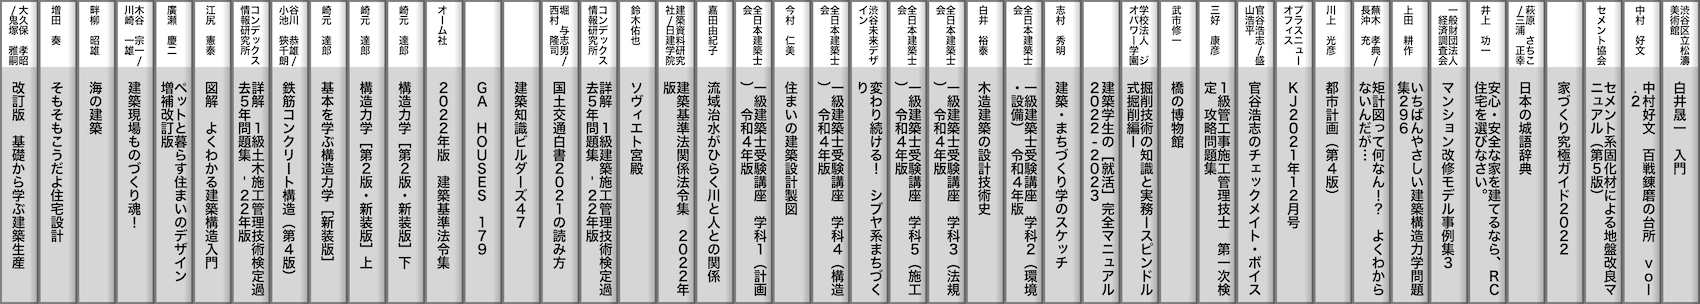 渋谷区立松濤
美術館
白井晟一　入門
中村　好文
中村好文　百戦錬磨の台所　vol
.2
セメント協会
セメント系固化材による地盤改良マ
ニュアル（第5版）
家づくり究極ガイド2022
萩原　さちこ
/三浦　正幸
日本の城語辞典
井上　功一
安心・安全な家を建てるなら、RC
住宅を選びなさい。
一般財団法人
経済調査会
マンション改修モデル事例集3
上田　耕作
いちばんやさしい建築構造力学問題
集296
蕪木　孝典/
長沖　充
矩計図って何なん！？　よくわから
ないんだが…
川上　光彦
都市計画（第4版）
プラスニュー
オフィス
KJ2021年12月号
官谷浩志/盛
山浩平
官谷浩志のチェックメイト・ボイス
三好　康彦
1級管工事施工管理技士　第一次検
定　攻略問題集
武市修一
橋の博物館
学校法人　ジ
オパワー学園
掘削技術の知識と実務ースピンドル
式掘削編ー
建築学生の［就活］完全マニュアル
2022-2023
志村　秀明
建築・まちづくり学のスケッチ
全日本建築士
会
一級建築士受験講座　学科2（環境
・設備）　令和4年版
白井　裕泰
木造建築の設計技術史
全日本建築士
会
一級建築士受験講座　学科3（法規
）　令和4年版
全日本建築士
会
一級建築士受験講座　学科5（施工
）　令和4年版
渋谷未来デザ
イン
変わり続ける！　シブヤ系まちづく
り
全日本建築士
会
一級建築士受験講座　学科4（構造
）　令和4年版
今村　仁美
住まいの建築設計製図
全日本建築士
会
一級建築士受験講座　学科1（計画
）　令和4年版
嘉田由紀子
流域治水がひらく川と人との関係
建築資料研究
社/日建学院
建築基準法関係法令集　2022年
版
鈴木佑也
ソヴィエト宮殿
コンデックス
情報研究所
詳解　1級建築施工管理技術検定過
去5年問題集　'22年版
堀　与志男/
西村　隆司
国土交通白書2021の読み方
建築知識ビルダーズ47
GA　HOUSES　179
オーム社
2022年版　建築基準法令集
崎元　達郎
構造力学［第2版・新装版］下
崎元　達郎
構造力学［第2版・新装版］上
崎元　達郎
基本を学ぶ構造力学［新装版］
谷川　恭雄/
小池　狹千朗
鉄筋コンクリート構造（第4版）
コンデックス
情報研究所
詳解　1級土木施工管理技術検定過
去5年問題集　'22年版
江尻　憲泰
図解　よくわかる建築構造入門
廣瀬　慶二
ペットと暮らす住まいのデザイン
増補改訂版
木谷　宗一/
川崎　一雄
建築現場ものづくり魂！
畔柳　昭雄
海の建築
増田　奏
そもそもこうだよ住宅設計
大久保　孝昭
/鬼塚　雅嗣
改訂版　基礎から学ぶ建築生産